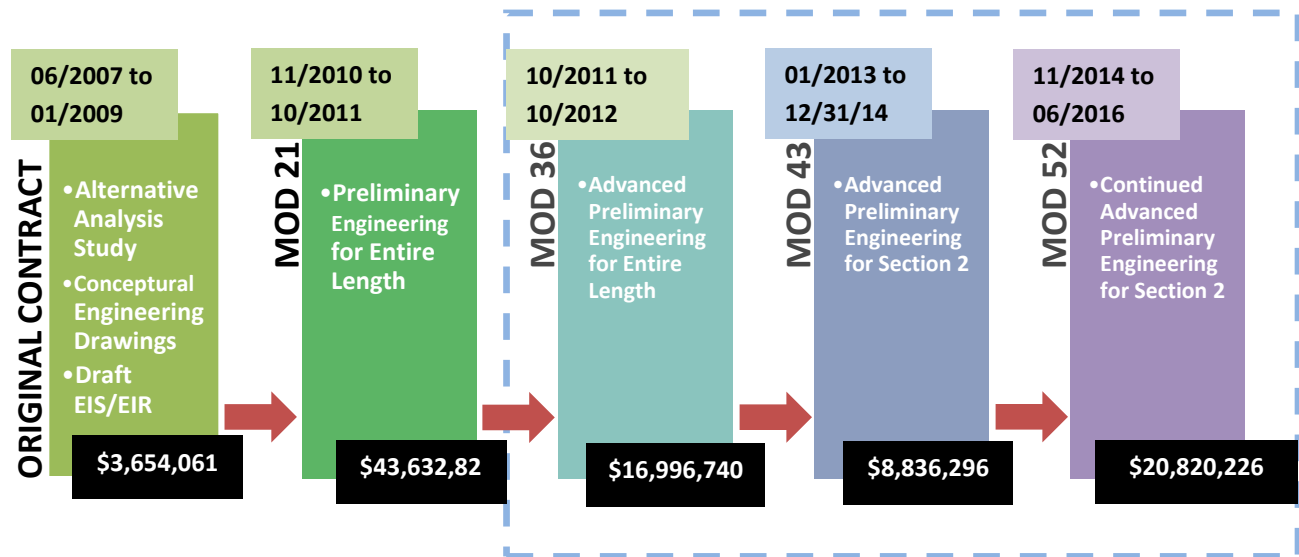 06/2007 to
01/2009
ORIGINAL CONTRACT
•Alternative
Analysis
Study
•Conceptural
Engineering
Drawings
•Draft
EIS/EIR
$3,654,061
11/2010 to
10/2011
MOD 21
•Preliminary
Engineering
for Entire
Length
$43,632,82
10/2011 to
10/2012
MOD 36
•Advanced
Preliminary
Engineering
for Entire
Length
$16,996,740
01/2013 to
12/31/14
MOD 43
•Advanced
Preliminary
Engineering
for Section 2
$8,836,296
11/2014 to
06/2016
MOD 52
•Continued
Advanced
Preliminary
Engineering
for Section 2
$20,820,226